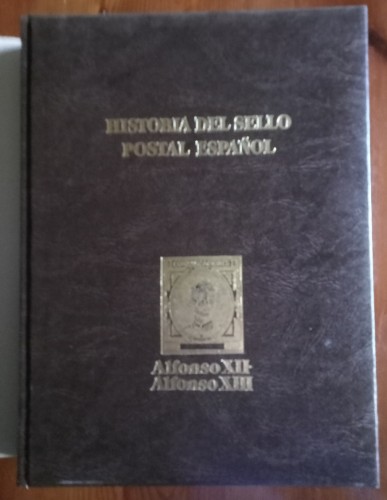 HISTORIA DEL SELLO
POSTAL ESPAÑOL
Alfonso XII-
Alfonso XIII